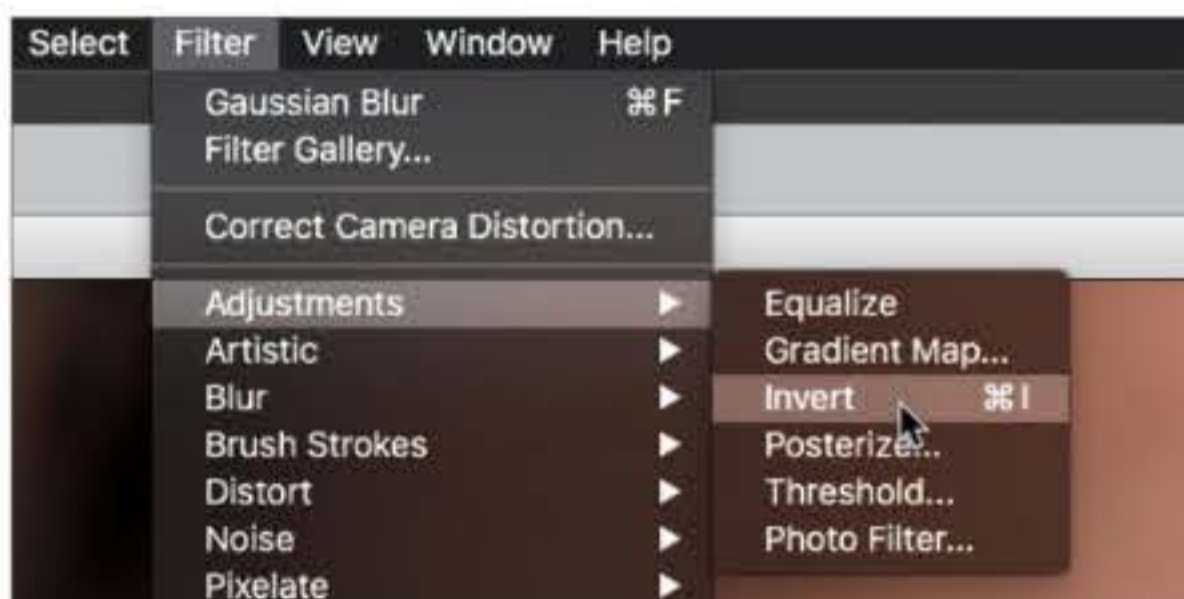 Select Filter View Window Help
Gaussian Blur ⌘F
Filter Gallery...
Correct Camera Distortion...
Adjustments
Artistic
Blur
Brush Strokes
Distort
Noise
Pixelate
Equalize
Gradient Map...
Invert ⌘I
Posterize...
Threshold...
Photo Filter...